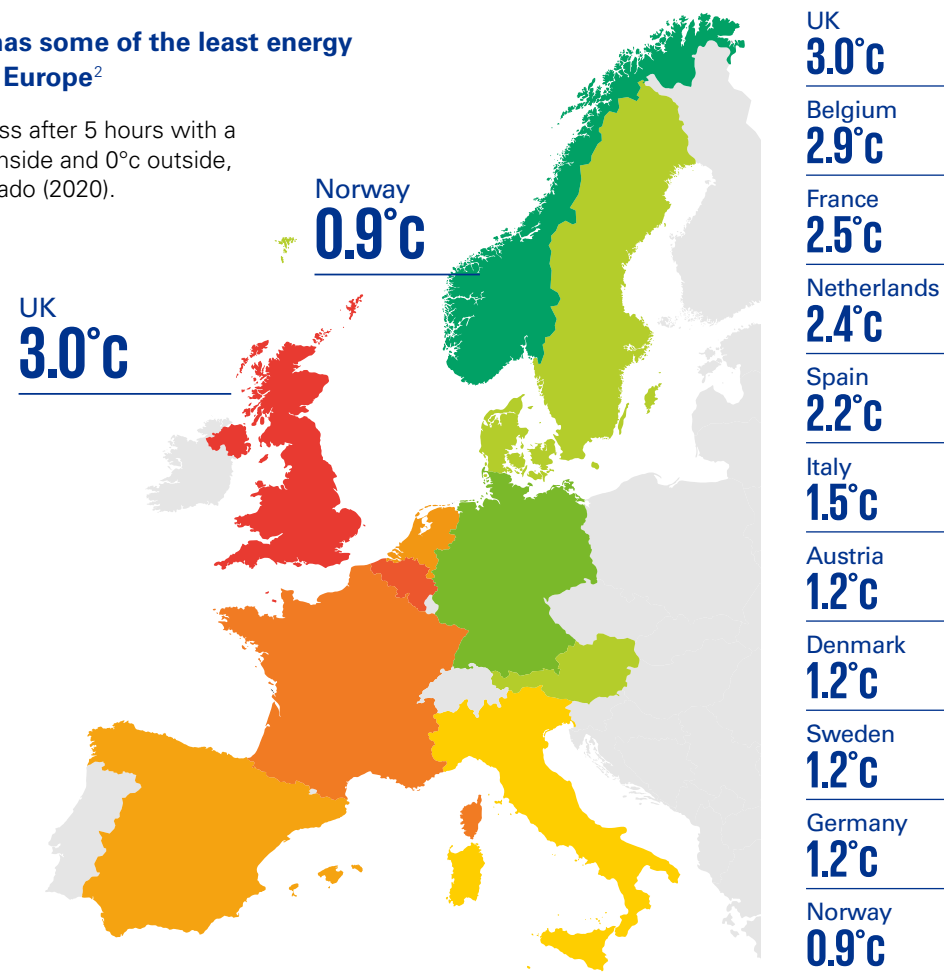 has some of the least energy
Europe²
ss after 5 hours with a
nside and 0°c outside,
ado (2020).
Norway
0.9°C
UK
3.0°C
UK
3.0°C
Belgium
2.9°C
France
2.5°C
Netherlands
2.4°C
Spain
2.2°C
Italy
1.5°C
Austria
1.2°C
Denmark
1.2°C
Sweden
1.2°C
Germany
1.2°C
Norway
0.9°C